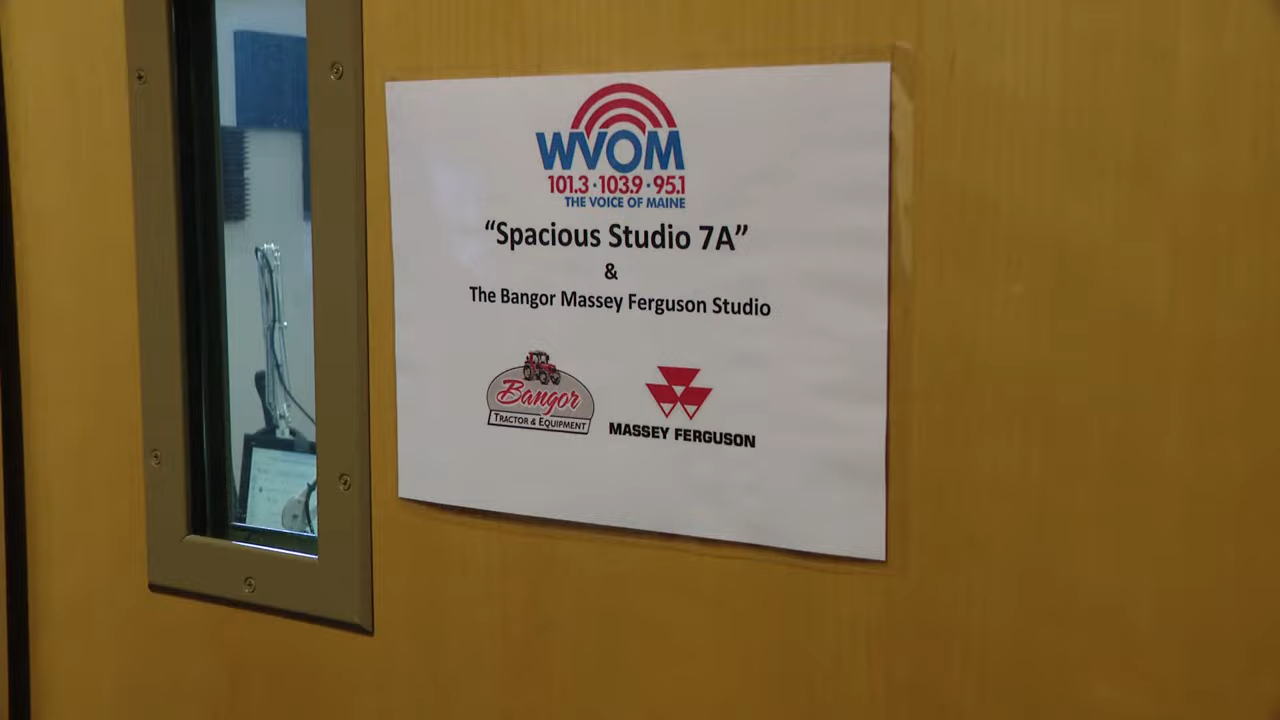 WVOM
101.3 · 103.9 · 95.1
THE VOICE OF MAINE
“Spacious Studio 7A”
&
The Bangor Massey Ferguson Studio
Bangor
TRACTOR & EQUIPMENT
MASSEY FERGUSON